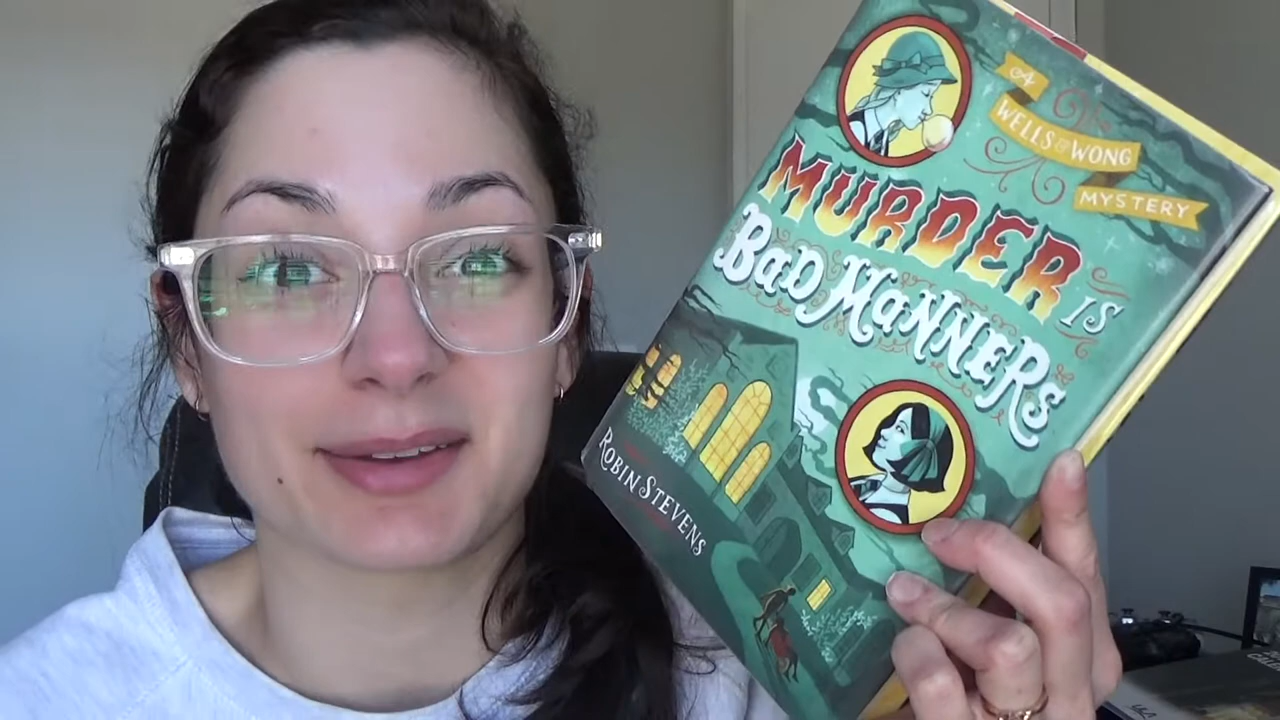 A
WELLS & WONG
MYSTERY
MURDER IS
BAD MANNERS
ROBIN STEVENS